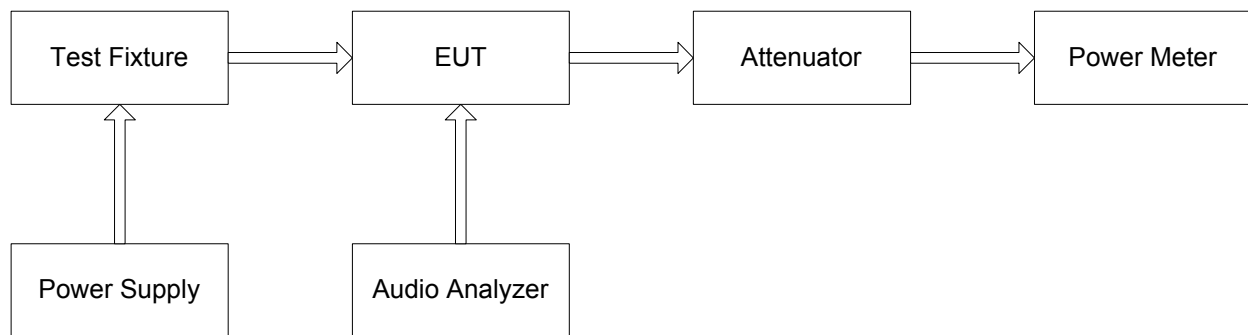 Test Fixture
EUT
Attenuator
Power Meter
Power Supply
Audio Analyzer